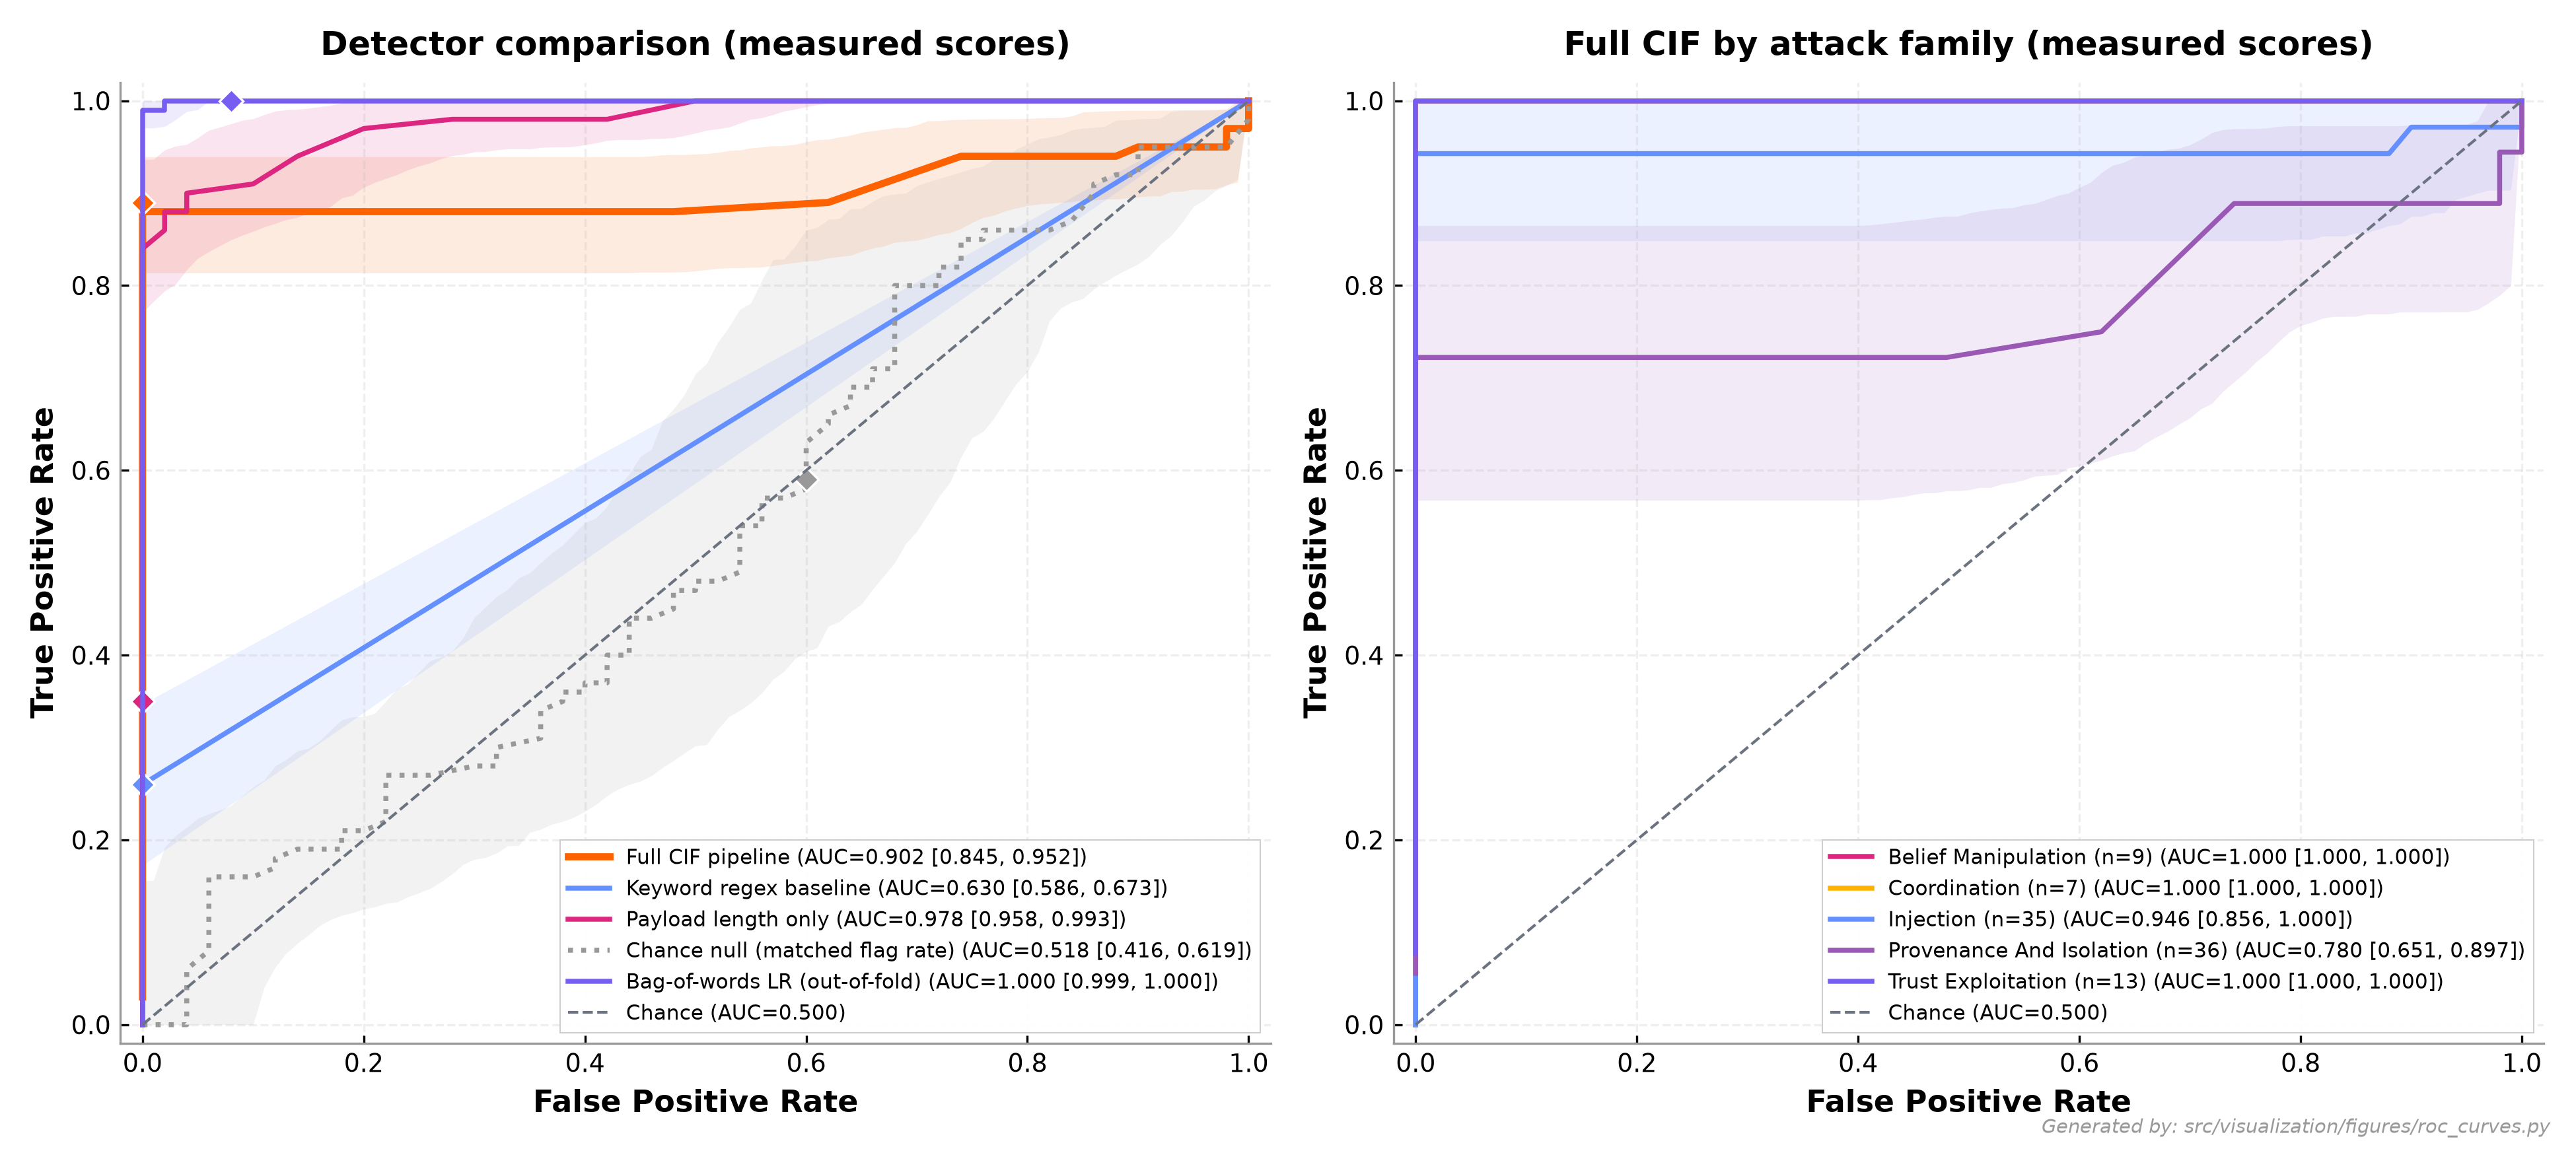 Detector comparison (measured scores)
True Positive Rate
1.0
0.8
0.6
0.4
0.2
0.0
Full CIF pipeline (AUC=0.902 [0.845, 0.952])
Keyword regex baseline (AUC=0.630 [0.586, 0.673])
Payload length only (AUC=0.978 [0.958, 0.993])
Chance null (matched flag rate) (AUC=0.518 [0.416, 0.619])
Bag-of-words LR (out-of-fold) (AUC=1.000 [0.999, 1.000])
Chance (AUC=0.500)
0.0 0.2 0.4 0.6 0.8 1.0
False Positive Rate
Full CIF by attack family (measured scores)
True Positive Rate
1.0
0.8
0.6
0.4
0.2
0.0
Belief Manipulation (n=9) (AUC=1.000 [1.000, 1.000])
Coordination (n=7) (AUC=1.000 [1.000, 1.000])
Injection (n=35) (AUC=0.946 [0.856, 1.000])
Provenance And Isolation (n=36) (AUC=0.780 [0.651, 0.897])
Trust Exploitation (n=13) (AUC=1.000 [1.000, 1.000])
Chance (AUC=0.500)
0.0 0.2 0.4 0.6 0.8 1.0
False Positive Rate
Generated by: src/visualization/figures/roc_curves.py